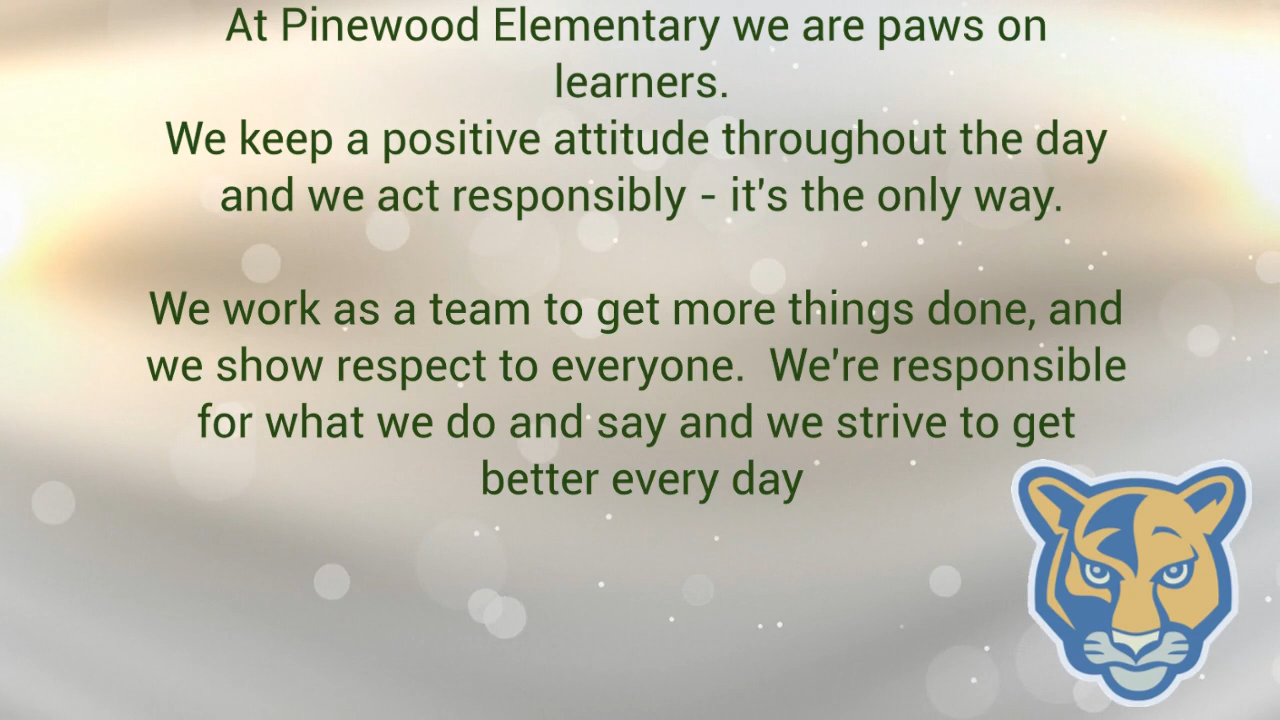 At Pinewood Elementary we are paws on
learners.
We keep a positive attitude throughout the day
and we act responsibly - it's the only way.
We work as a team to get more things done, and
we show respect to everyone.  We're responsible
for what we do and say and we strive to get
better every day